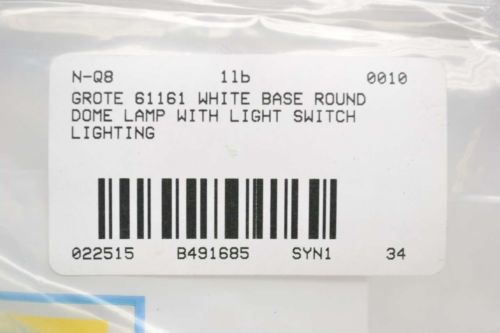 N-Q8 1lb 0010
GROTE 61161 WHITE BASE ROUND
DOME LAMP WITH LIGHT SWITCH
LIGHTING
022515 B491685 SYN1 34